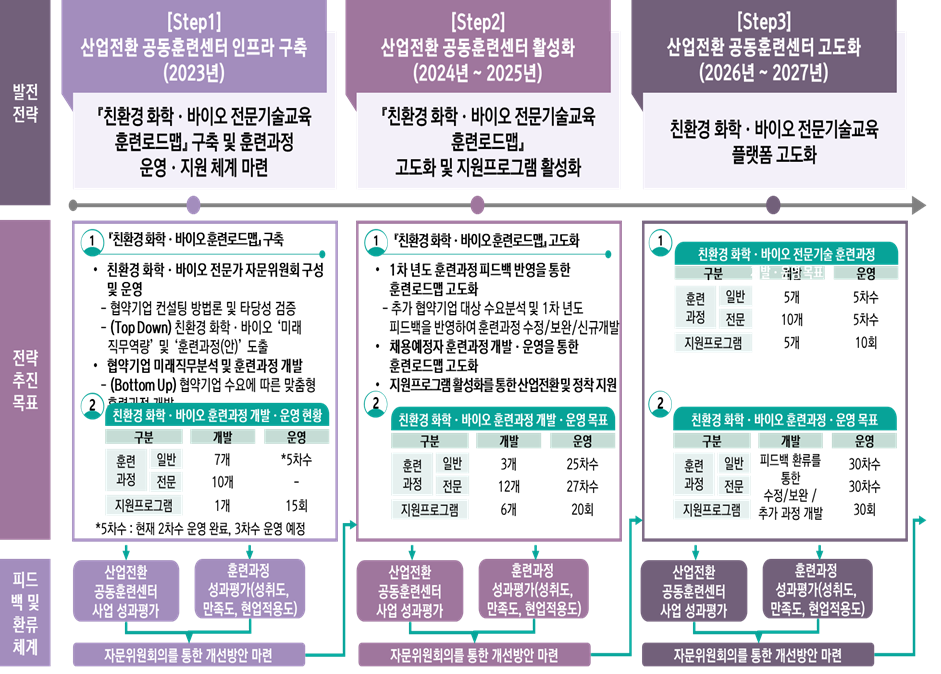 발전
전략
[Step1]
산업전환 공동훈련센터 인프라 구축
(2023년)
『친환경 화학 · 바이오 전문기술교육
훈련로드맵』 구축 및 훈련과정
운영 · 지원 체계 마련
[Step2]
산업전환 공동훈련센터 활성화
(2024년 ~ 2025년)
『친환경 화학 · 바이오 전문기술교육
훈련로드맵』
고도화 및 지원프로그램 활성화
[Step3]
산업전환 공동훈련센터 고도화
(2026년 ~ 2027년)
친환경 화학 · 바이오 전문기술교육
플랫폼 고도화
전략
추진
목표
1 『친환경 화학 · 바이오 훈련로드맵』 구축
• 친환경 화학 · 바이오 전문가 자문위원회 구성
및 운영
- 협약기업 컨설팅 방법론 및 타당성 검증
- (Top Down) 친환경 화학 · 바이오 '미래
직무역량' 및 '훈련과정(안)' 도출
• 협약기업 미래직무분석 및 훈련과정 개발
- (Bottom Up) 협약기업 수요에 따른 맞춤형
훈련과정 개발
2 친환경 화학 · 바이오 훈련과정 개발 · 운영 현황
구분 개발 운영
훈련
과정
일반 7개 *5차수
전문 10개 -
지원프로그램 1개 15회
*5차수 : 현재 2차수 운영 완료, 3차수 운영 예정
1 『친환경 화학 · 바이오훈련로드맵』 고도화
• 1차 년도 훈련과정 피드백 반영을 통한
훈련로드맵 고도화
- 추가 협약기업 대상 수요분석 및 1차 년도
피드백을 반영하여 훈련과정 수정/보완/신규개발
• 채용예정자 훈련과정 개발 · 운영을 통한
훈련로드맵 고도화
• 지원프로그램 활성화를 통한 산업전환 및 정착 지원
2 친환경 화학 · 바이오 훈련과정 개발 · 운영 목표
구분 개발 운영
훈련
과정
일반 3개 25차수
전문 12개 27차수
지원프로그램 6개 20회
1 친환경 화학 · 바이오 전문기술 훈련과정
개발 · 운영 목표
구분 개발 운영
훈련
과정
일반 5개 5차수
전문 10개 5차수
지원프로그램 5개 10회
2 친환경 화학 · 바이오 훈련과정 · 운영 목표
구분 개발 운영
훈련
과정
일반 30차수
전문 30차수
지원프로그램 30회
피드백 환류를
통한
수정/보완 /
추가 과정 개발
피드
백 및
환류
체계
산업전환
공동훈련센터
사업 성과평가
훈련과정
성과평가(성취도,
만족도, 현업적용도)
자문위원회의를 통한 개선방안 마련
산업전환
공동훈련센터
사업 성과평가
훈련과정
성과평가(성취도,
만족도, 현업적용도)
자문위원회의를 통한 개선방안 마련
산업전환
공동훈련센터
사업 성과평가
훈련과정
성과평가(성취도,
만족도, 현업적용도)
자문위원회의를 통한 개선방안 마련